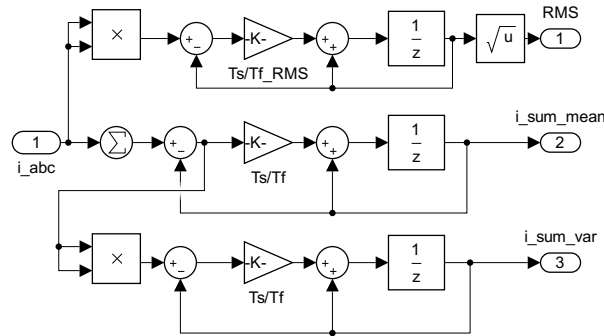 RMS
×
+
−
-K-
+
+
1
z
√u
1
Ts/Tf_RMS
i_sum_mean
1
i_abc
∑
+
−
-K-
+
+
1
z
2
Ts/Tf
i_sum_var
×
+
−
-K-
+
+
1
z
3
Ts/Tf